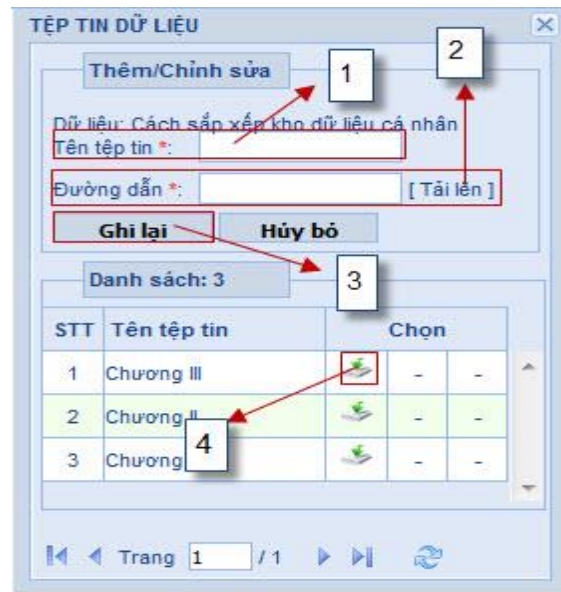 TỆP TIN DỮ LIỆU
Thêm/Chỉnh sửa
1
2
Dữ liệu: Cách sắp xếp kho dữ liệu cá nhân
Tên tệp tin *:
Đường dẫn *: [ Tải lên ]
Ghi lại Hủy bỏ
3
Danh sách: 3
STT Tên tệp tin Chọn
1 Chương III - -
2 Chương II - -
4
3 Chương - -
Trang 1 / 1